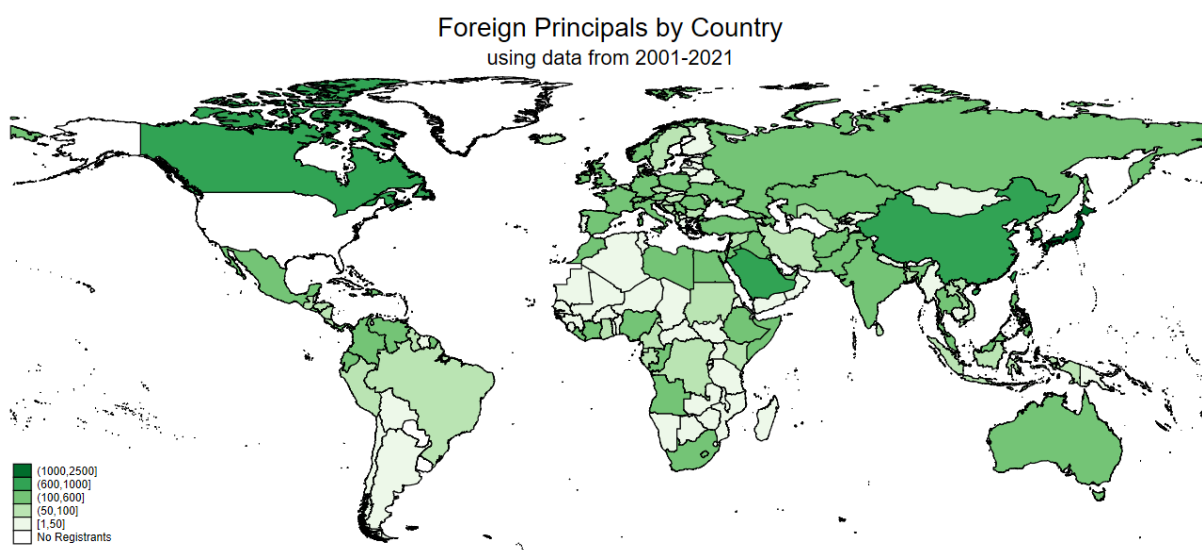 Foreign Principals by Country
using data from 2001-2021
(1000,2500]
(600,1000]
(100,600]
(50,100]
[1,50]
No Registrants